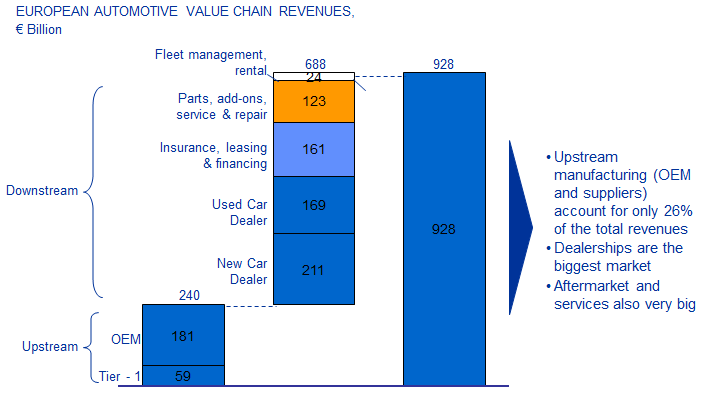 EUROPEAN AUTOMOTIVE VALUE CHAIN REVENUES,
€ Billion
Fleet management,
rental
688
24
928
Parts, add-ons,
service & repair
123
Insurance, leasing
& financing
161
Downstream
Used Car
Dealer
169
New Car
Dealer
211
928
• Upstream
manufacturing (OEM
and suppliers)
account for only 26%
of the total revenues
• Dealerships are the
biggest market
• Aftermarket and
services also very big
240
Upstream
OEM
181
Tier - 1
59